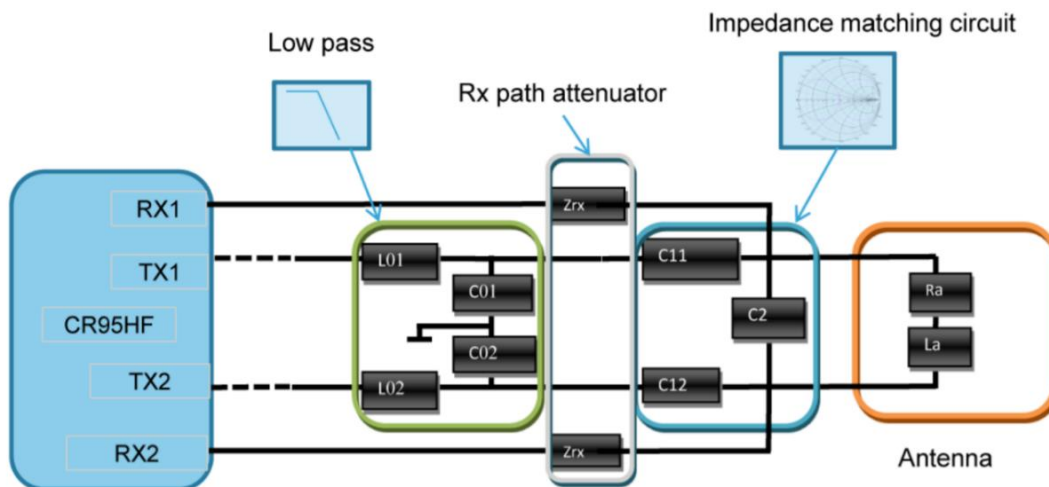 Impedance matching circuit
Low pass
Rx path attenuator
RX1
Zrx
TX1
L01
C11
C01
Ra
CR95HF
C2
C02
La
TX2
L02
C12
RX2
Zrx
Antenna